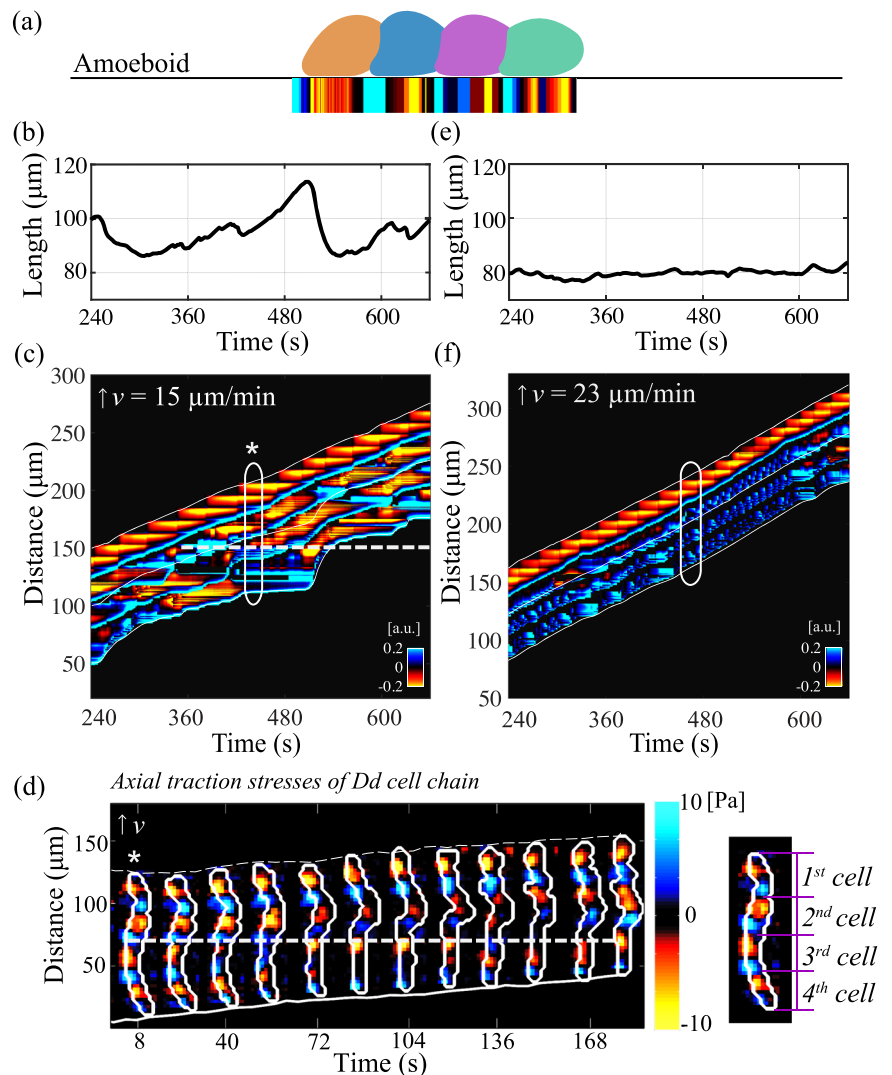 (a)
Amoeboid
(b)
Length (μm)
120
100
80
240 360 480 600
Time (s)
(e)
Length (μm)
120
100
80
240 360 480 600
Time (s)
(c)
↑ v = 15 μm/min
*
Distance (μm)
300
250
200
150
100
50
[a.u.]
0.2
0
-0.2
240 360 480 600
Time (s)
(f)
↑ v = 23 μm/min
Distance (μm)
300
250
200
150
100
50
[a.u.]
0.2
0
-0.2
240 360 480 600
Time (s)
(d)
Axial traction stresses of Dd cell chain
↑ v
*
Distance (μm)
150
100
50
8 40 72 104 136 168
Time (s)
10 [Pa]
0
-10
1st cell
2nd cell
3rd cell
4th cell